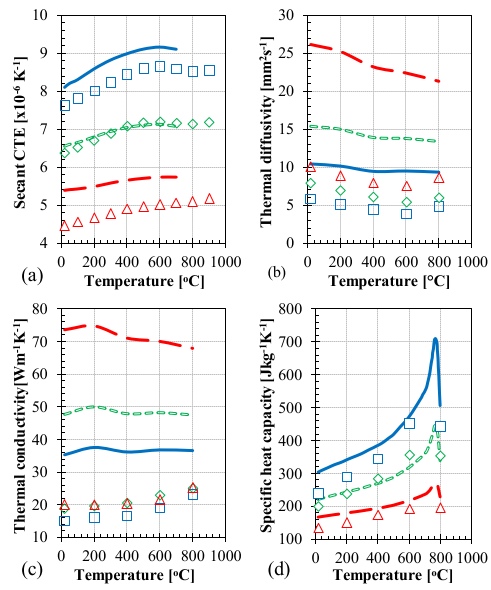 10
9
8
7
6
5
4
0 200 400 600 800 1000
Secant CTE [x10-6 K-1]
Temperature [oC]
(a)
30
25
20
15
10
5
0
0 200 400 600 800 1000
Thermal diffusivity [mm2s-1]
Temperature [°C]
(b)
80
70
60
50
40
30
20
10
0 200 400 600 800 1000
Thermal conductivity[Wm-1K-1]
Temperature [oC]
(c)
800
700
600
500
400
300
200
100
0 200 400 600 800 1000
Specific heat capacity [Jkg-1K-1]
Temperature [oC]
(d)